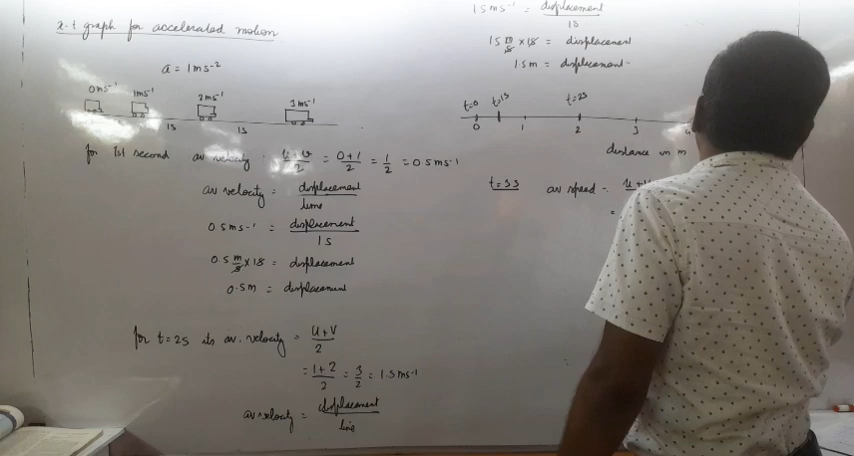 x-t graph for accelerated motion
a = 1ms⁻²
0ms⁻¹ 1ms⁻¹ 2ms⁻¹ 3ms⁻¹
1s 1s
for 1st second av velocity = u+v/2 = 0+1/2 = 1/2 = 0.5ms⁻¹
av velocity = displacement/time
0.5ms⁻¹ = displacement/1s
0.5 m/s × 1s = displacement
0.5m = displacement
for t=2s its av. velocity = u+v/2
= 1+2/2 = 3/2 = 1.5ms⁻¹
av velocity = displacement/time
1.5ms⁻¹ = displacement/1s
1.5 m/s × 1s = displacement
1.5m = displacement
t=0 t=1s t=2s
0 1 2 3 4
distance in m
t=3s av speed =
=